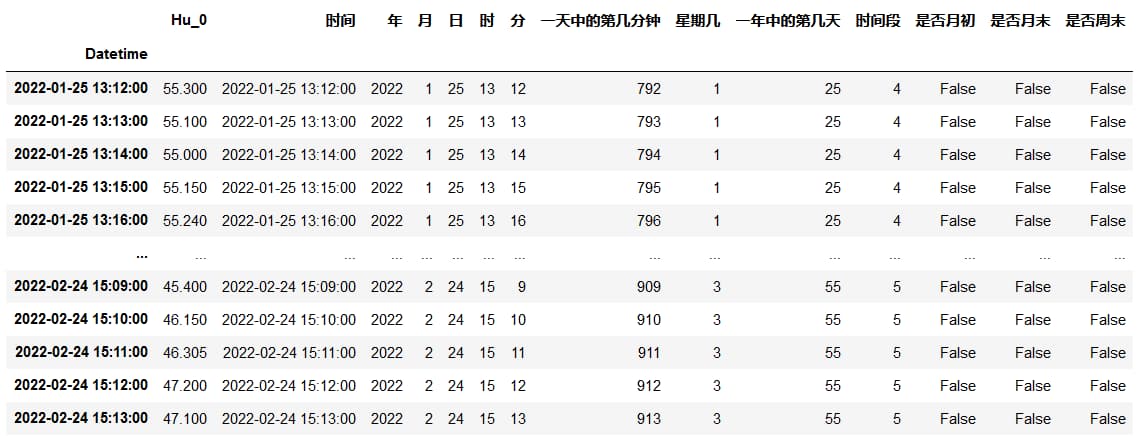 Hu_0 时间 年 月 日 时 分 一天中的第几分钟 星期几 一年中的第几天 时间段 是否月初 是否月末 是否周末
Datetime
2022-01-25 13:12:00 55.300 2022-01-25 13:12:00 2022 1 25 13 12 792 1 25 4 False False False
2022-01-25 13:13:00 55.100 2022-01-25 13:13:00 2022 1 25 13 13 793 1 25 4 False False False
2022-01-25 13:14:00 55.000 2022-01-25 13:14:00 2022 1 25 13 14 794 1 25 4 False False False
2022-01-25 13:15:00 55.150 2022-01-25 13:15:00 2022 1 25 13 15 795 1 25 4 False False False
2022-01-25 13:16:00 55.240 2022-01-25 13:16:00 2022 1 25 13 16 796 1 25 4 False False False
... ... ... ... ... ... ... ... ... ... ... ... ... ... ...
2022-02-24 15:09:00 45.400 2022-02-24 15:09:00 2022 2 24 15 9 909 3 55 5 False False False
2022-02-24 15:10:00 46.150 2022-02-24 15:10:00 2022 2 24 15 10 910 3 55 5 False False False
2022-02-24 15:11:00 46.305 2022-02-24 15:11:00 2022 2 24 15 11 911 3 55 5 False False False
2022-02-24 15:12:00 47.200 2022-02-24 15:12:00 2022 2 24 15 12 912 3 55 5 False False False
2022-02-24 15:13:00 47.100 2022-02-24 15:13:00 2022 2 24 15 13 913 3 55 5 False False False